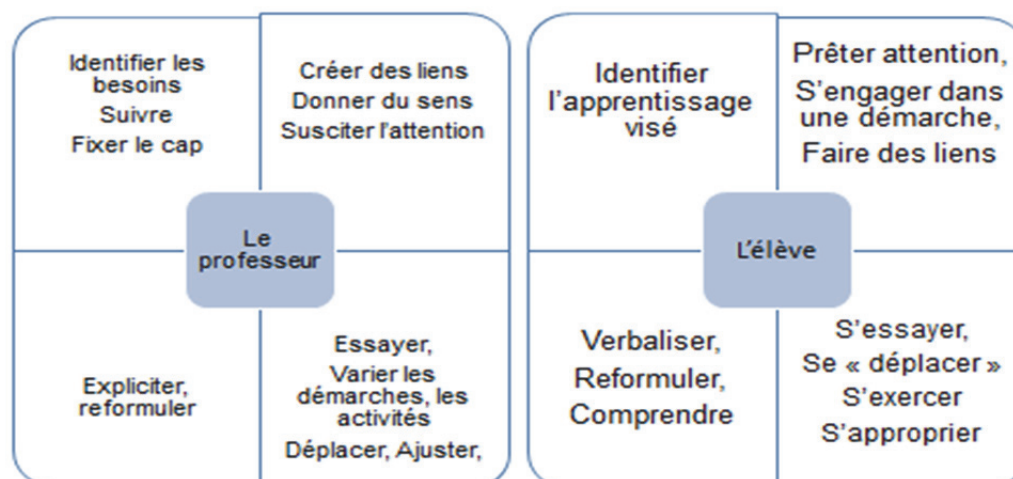 Identifier les
besoins
Suivre
Fixer le cap
Créer des liens
Donner du sens
Susciter l'attention
Le
professeur
Expliciter,
reformuler
Essayer,
Varier les
démarches, les
activités
Déplacer, Ajuster,
Identifier
l'apprentissage
visé
Prêter attention,
S'engager dans
une démarche,
Faire des liens
L'élève
Verbaliser,
Reformuler,
Comprendre
S'essayer,
Se « déplacer »
S'exercer
S'approprier